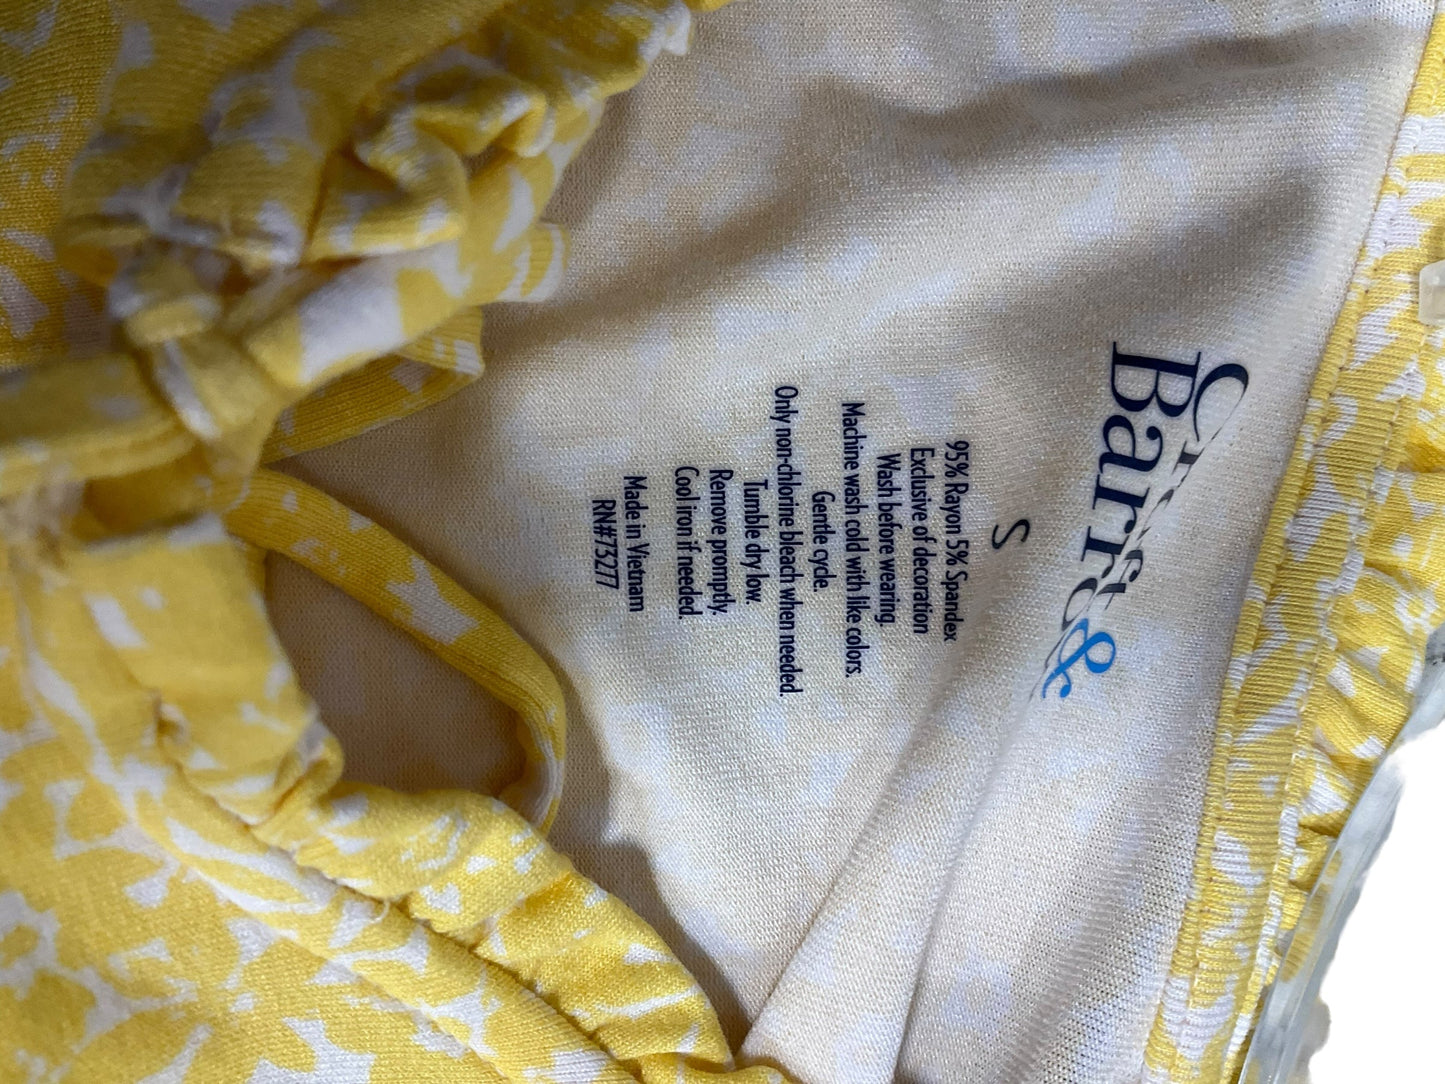 Croft &
Barrow
S
95% Rayon 5% Spandex
Exclusive of decoration
Wash before wearing.
Machine wash cold with like colors.
Gentle cycle.
Only non-chlorine bleach when needed.
Tumble dry low.
Remove promptly.
Cool iron if needed.
Made in Vietnam
RN#73277